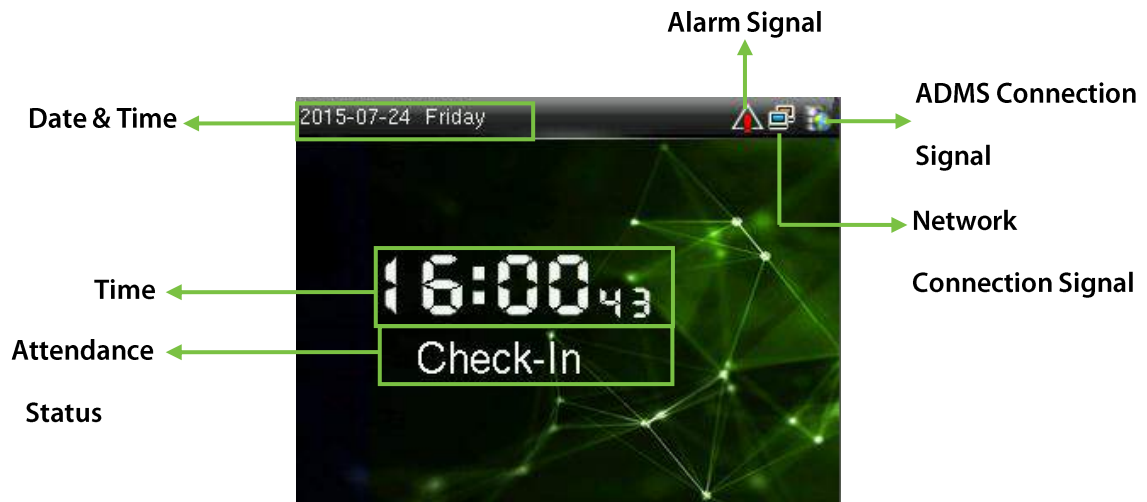 Alarm Signal
Date & Time
2015-07-24 Friday
ADMS Connection
Signal
Network
Connection Signal
Time
16:00 43
Attendance
Status
Check-In